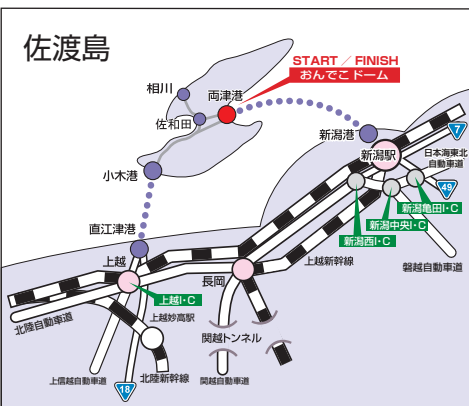 佐渡島
START / FINISH
おんでこドーム
相川
両津港
佐和田
新潟港
小木港
新潟駅
7
日本海東北
自動車道
49
新潟亀田I・C
新潟中央I・C
新潟西I・C
直江津港
上越
長岡
上越新幹線
磐越自動車道
上越I・C
北陸自動車道
上越妙高駅
関越トンネル
上信越自動車道
18
北陸新幹線
関越自動車道